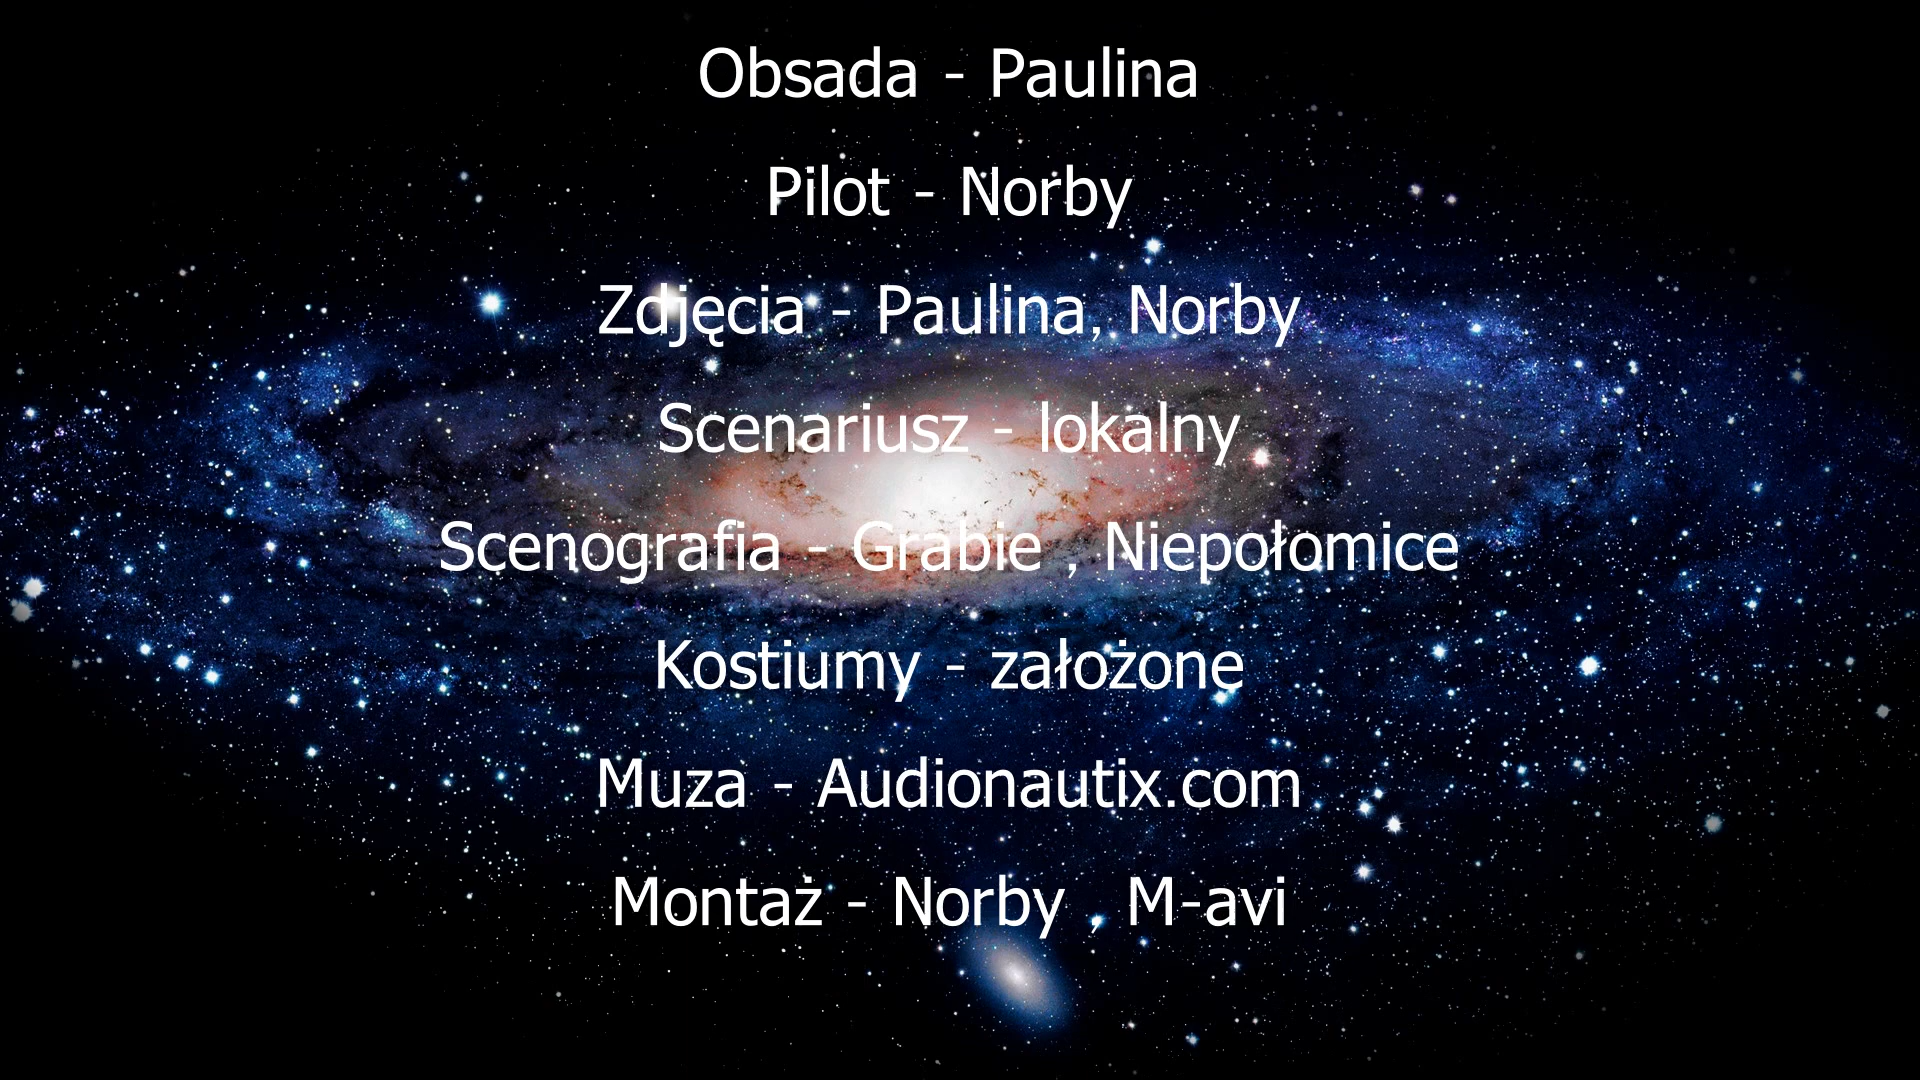 Obsada - Paulina
Pilot - Norby
Zdjęcia - Paulina, Norby
Scenariusz - lokalny
Scenografia - Grabie , Niepołomice
Kostiumy - założone
Muza - Audionautix.com
Montaż - Norby , M-avi